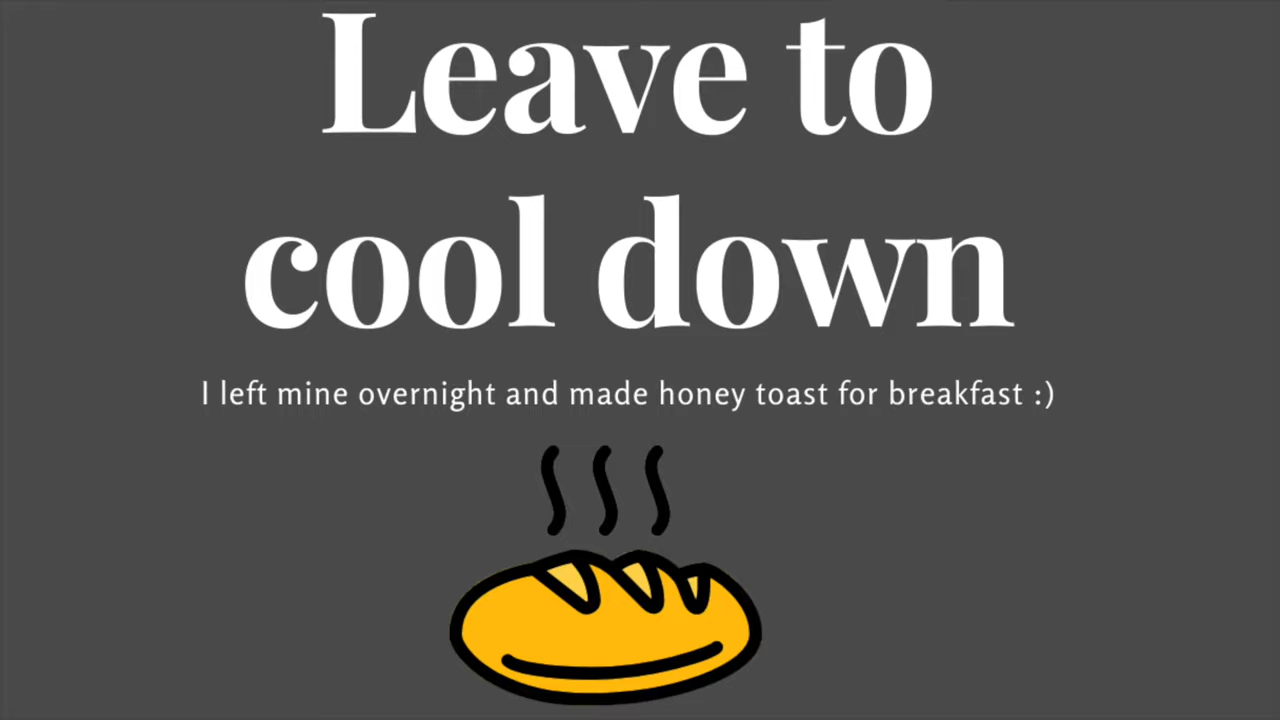 Leave to
cool down
I left mine overnight and made honey toast for breakfast :)